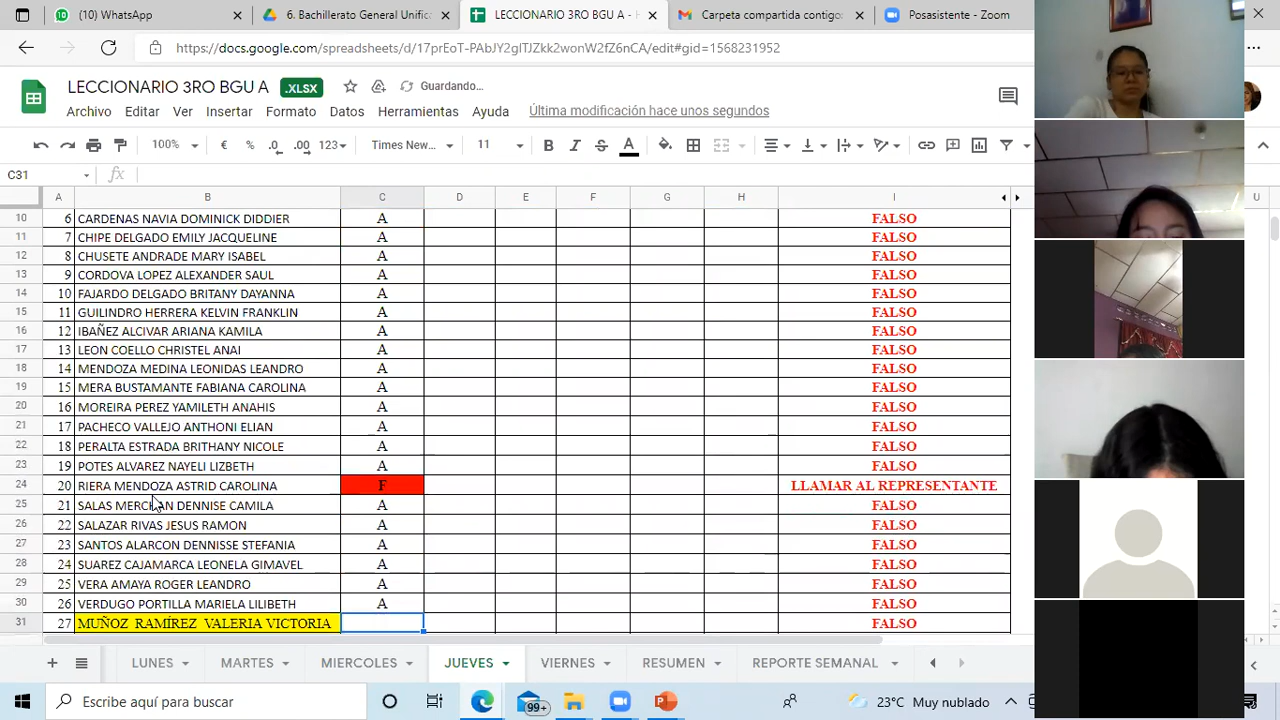 6. Bachillerato Unific
LECCIONARIO 3RO BGU A - H
Carpeta compartida contigo
Posasistente - Zoom
https://docs.google.com/spreadsheets/d/17prEoT-PAbJY2gITJZkk2wonW2fZ6nCA/edit#gid=1568231952
LECCIONARIO 3RO BGU A .XLSX Guardando...
Archivo Editar Ver Insertar Formato Datos Herramientas Ayuda Última modificación hace unos segundos
100% € % .0 .00 123 Times New... 11 B I S A
C31 fx
A B C D E F G H I U
10 6 CARDENAS NAVIA DOMINICK DIDDIER A FALSO
11 7 CHIPE DELGADO EMILY JACQUELINE A FALSO
12 8 CHUSETE ANDRADE MARY ISABEL A FALSO
13 9 CORDOVA LOPEZ ALEXANDER SAUL A FALSO
14 10 FAJARDO DELGADO BRITANY DAYANNA A FALSO
15 11 GUILINDRO HERRERA KELVIN FRANKLIN A FALSO
16 12 IBAÑEZ ALCIVAR ARIANA KAMILA A FALSO
17 13 LEON COELLO CHRISTEL ANAI A FALSO
18 14 MENDOZA MEDINA LEONIDAS LEANDRO A FALSO
19 15 MERA BUSTAMANTE FABIANA CAROLINA A FALSO
20 16 MOREIRA PEREZ YAMILETH ANAHIS A FALSO
21 17 PACHECO VALLEJO ANTHONI ELIAN A FALSO
22 18 PERALTA ESTRADA BRITHANY NICOLE A FALSO
23 19 POTES ALVAREZ NAYELI LIZBETH A FALSO
24 20 RIERA MENDOZA ASTRID CAROLINA F LLAMAR AL REPRESENTANTE
25 21 SALAS MERCHAN DENNISE CAMILA A FALSO
26 22 SALAZAR RIVAS JESUS RAMON A FALSO
27 23 SANTOS ALARCON DENNISSE STEFANIA A FALSO
28 24 SUAREZ CAJAMARCA LEONELA GIMAVEL A FALSO
29 25 VERA AMAYA ROGER LEANDRO A FALSO
30 26 VERDUGO PORTILLA MARIELA LILIBETH A FALSO
31 27 MUÑOZ RAMÍREZ VALERIA VICTORIA FALSO
LUNES MARTES MIERCOLES JUEVES VIERNES RESUMEN REPORTE SEMANAL
Escribe aquí para buscar 99+ 23°C Muy nublado